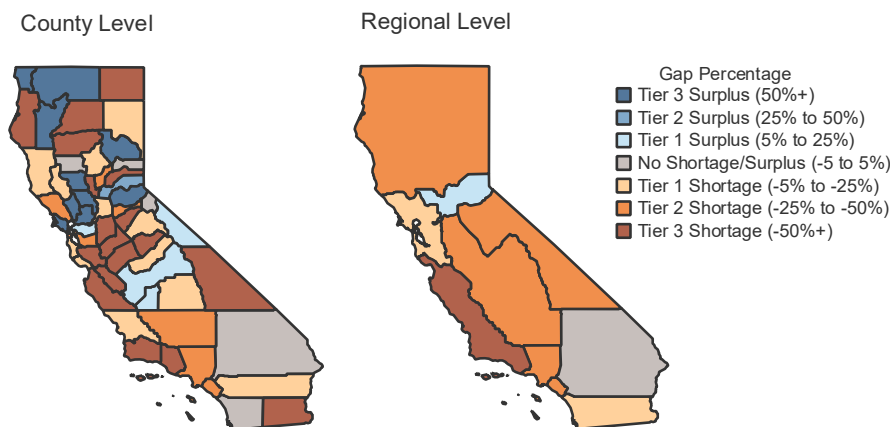 County Level
Regional Level
Gap Percentage
Tier 3 Surplus (50%+)
Tier 2 Surplus (25% to 50%)
Tier 1 Surplus (5% to 25%)
No Shortage/Surplus (-5 to 5%)
Tier 1 Shortage (-5% to -25%)
Tier 2 Shortage (-25% to -50%)
Tier 3 Shortage (-50%+)